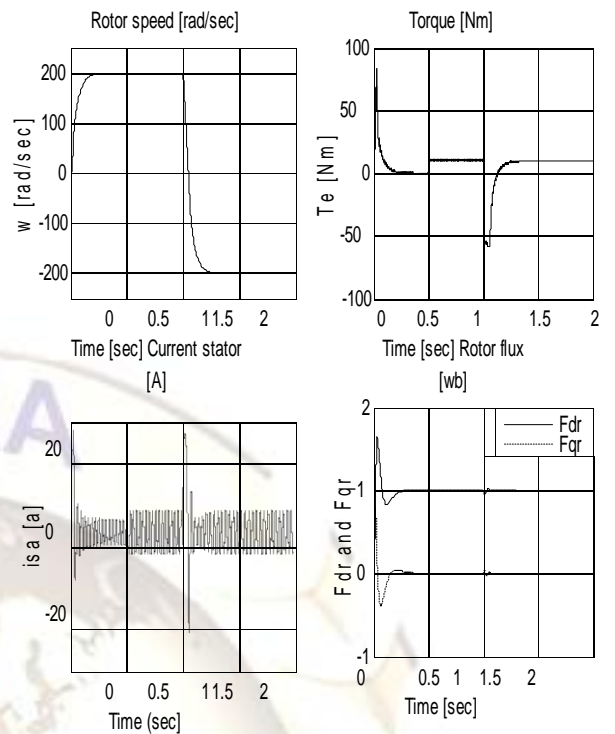 Rotor speed [rad/sec]
Torque [Nm]
200
100
0
-100
-200
w [rad/sec]
0 0.5 11.5 2
Time [sec] Current stator
[A]
100
50
0
-50
-100
Te [Nm]
0 0.5 1 1.5 2
Time [sec] Rotor flux
[wb]
20
0
-20
isa [a]
0 0.5 11.5 2
Time (sec)
2
1
0
-1
Fdr and Fqr
Fdr
Fqr
0 0.5 1 1.5 2
Time [sec]
A